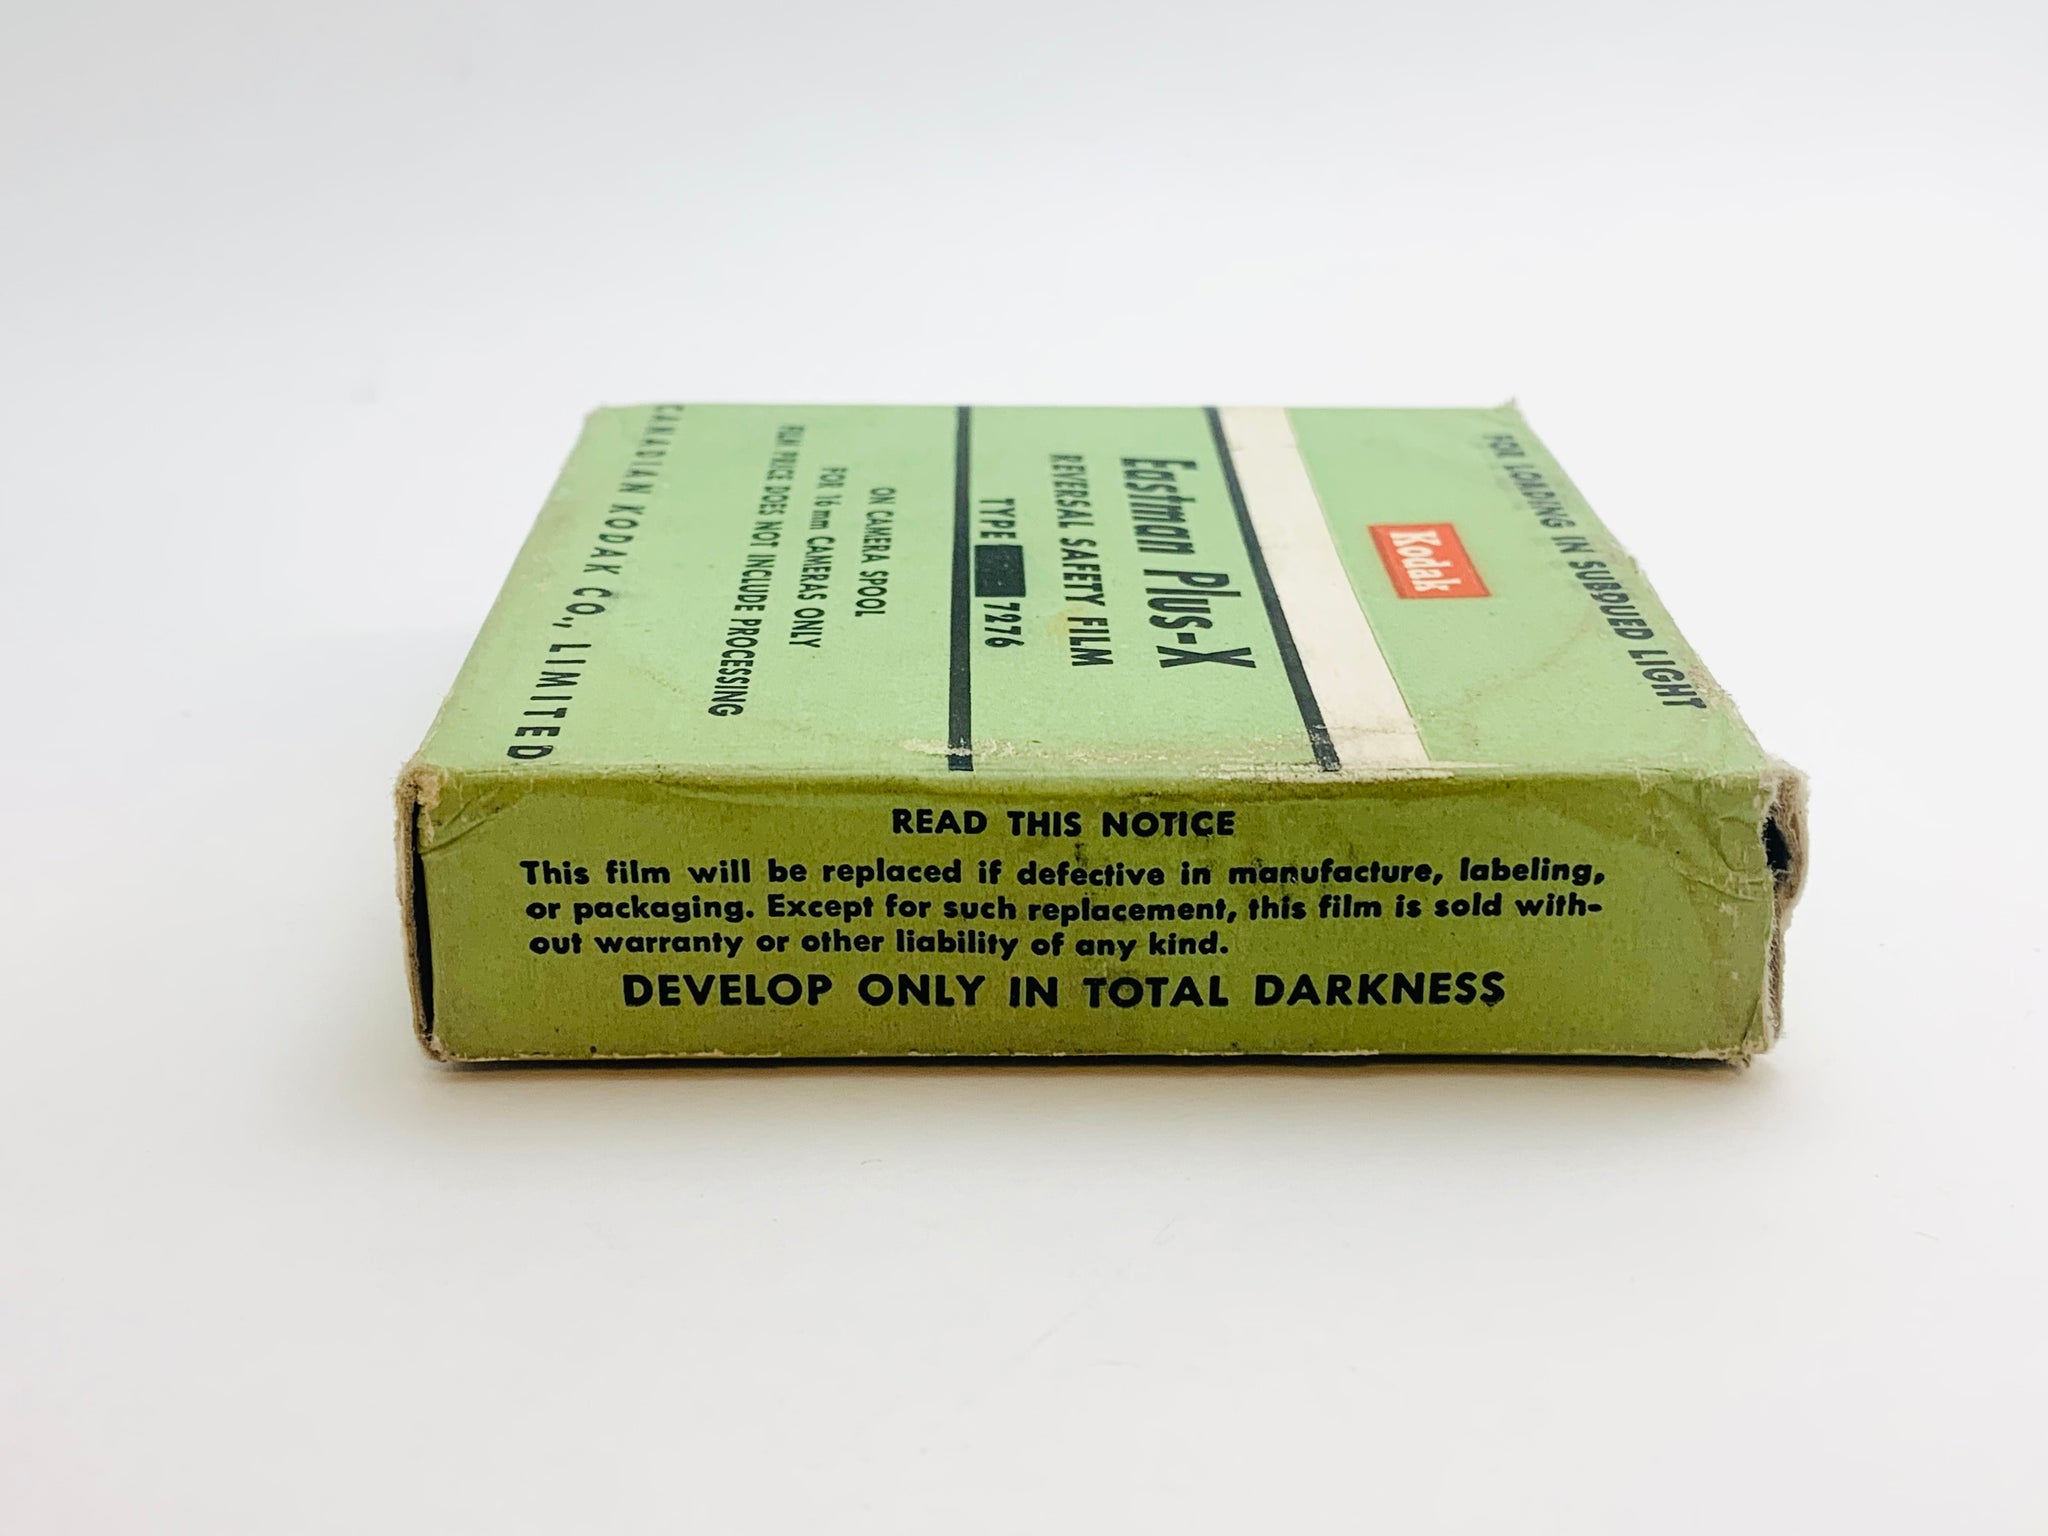 FOR LOADING IN SUBDUED LIGHT
Kodak
Eastman Plus-X
REVERSAL SAFETY FILM
TYPE 7276
ON CAMERA SPOOL
FOR 16 mm CAMERAS ONLY
FILM PRICE DOES NOT INCLUDE PROCESSING
CANADIAN KODAK CO., LIMITED
READ THIS NOTICE
This film will be replaced if defective in manufacture, labeling,
or packaging. Except for such replacement, this film is sold with-
out warranty or other liability of any kind.
DEVELOP ONLY IN TOTAL DARKNESS